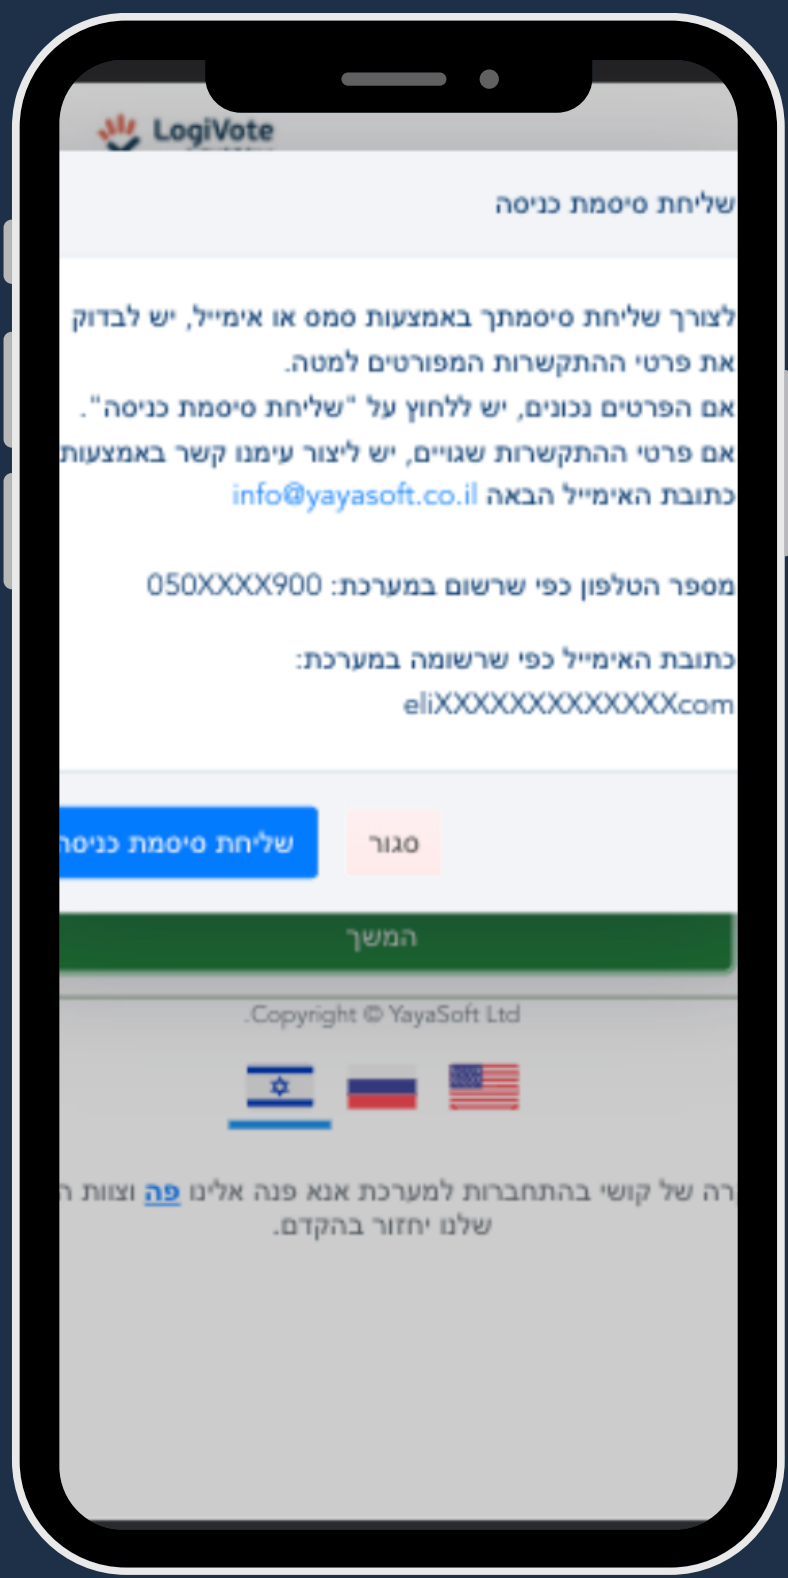 LogiVote
שליחת סיסמת כניסה
לצורך שליחת סיסמתך באמצעות סמס או אימייל, יש לבדוק
את פרטי ההתקשרות המפורטים למטה.
אם הפרטים נכונים, יש ללחוץ על "שליחת סיסמת כניסה".
אם פרטי ההתקשרות שגויים, יש ליצור עימנו קשר באמצעות
כתובת האימייל הבאה info@yayasoft.co.il
מספר הטלפון כפי שרשום במערכת: 050XXXX900
כתובת האימייל כפי שרשומה במערכת:
eliXXXXXXXXXXXXXcom
סגור
שליחת סיסמת כניסה
המשך
.Copyright © YayaSoft Ltd
רה של קושי בהתחברות למערכת אנא פנה אלינו פה וצוות ה
שלנו יחזור בהקדם.